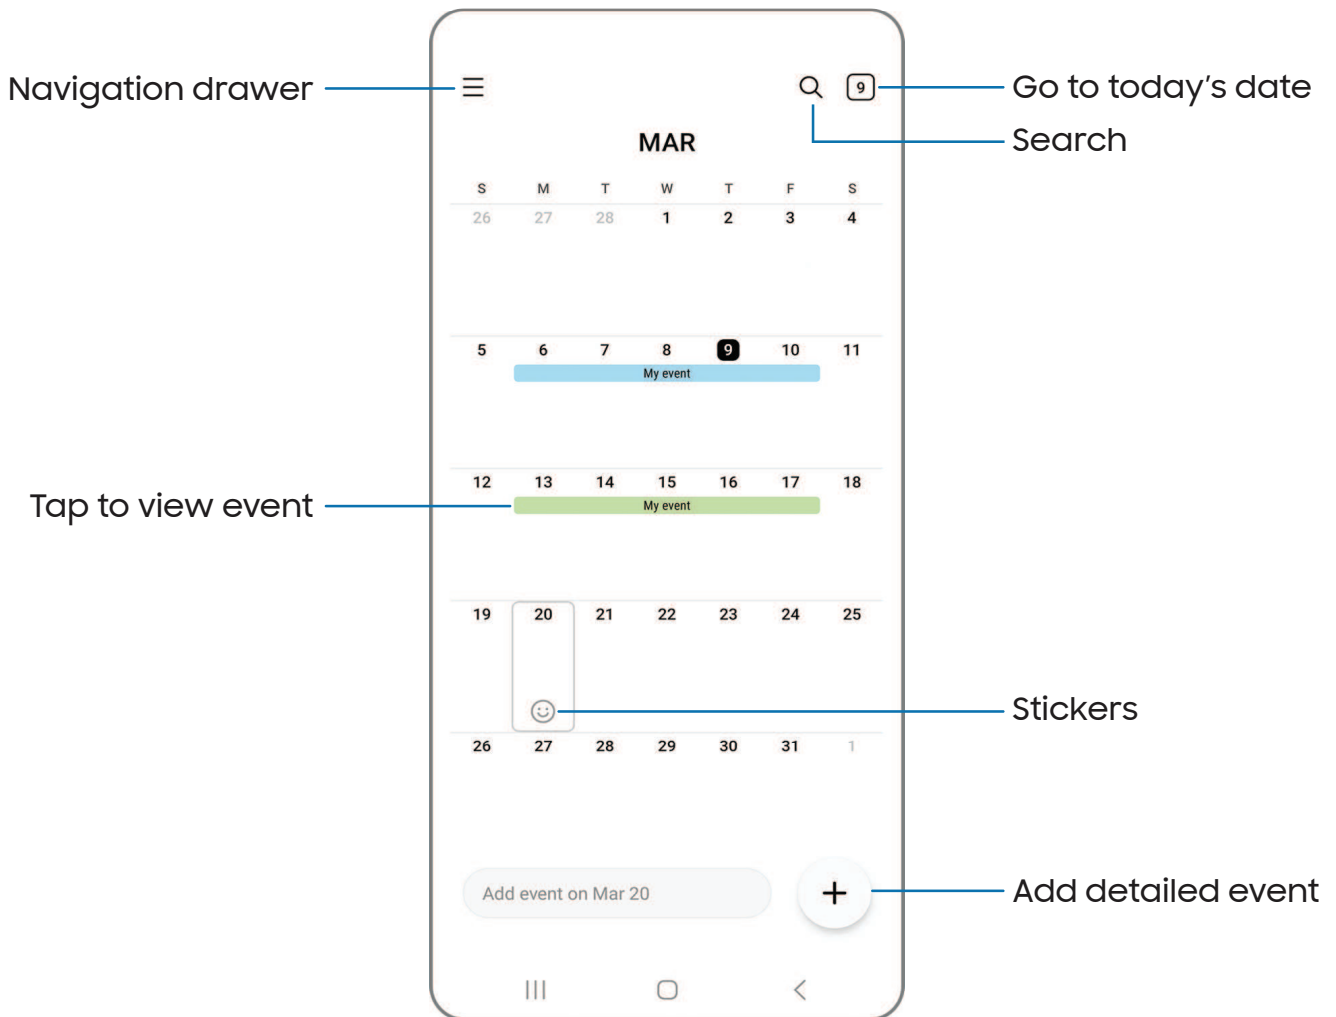 Navigation drawer
9
Go to today's date
Search
MAR
S M T W T F S
26 27 28 1 2 3 4
5 6 7 8 9 10 11
My event
12 13 14 15 16 17 18
Tap to view event
My event
19 20 21 22 23 24 25
Stickers
26 27 28 29 30 31 1
Add event on Mar 20
Add detailed event